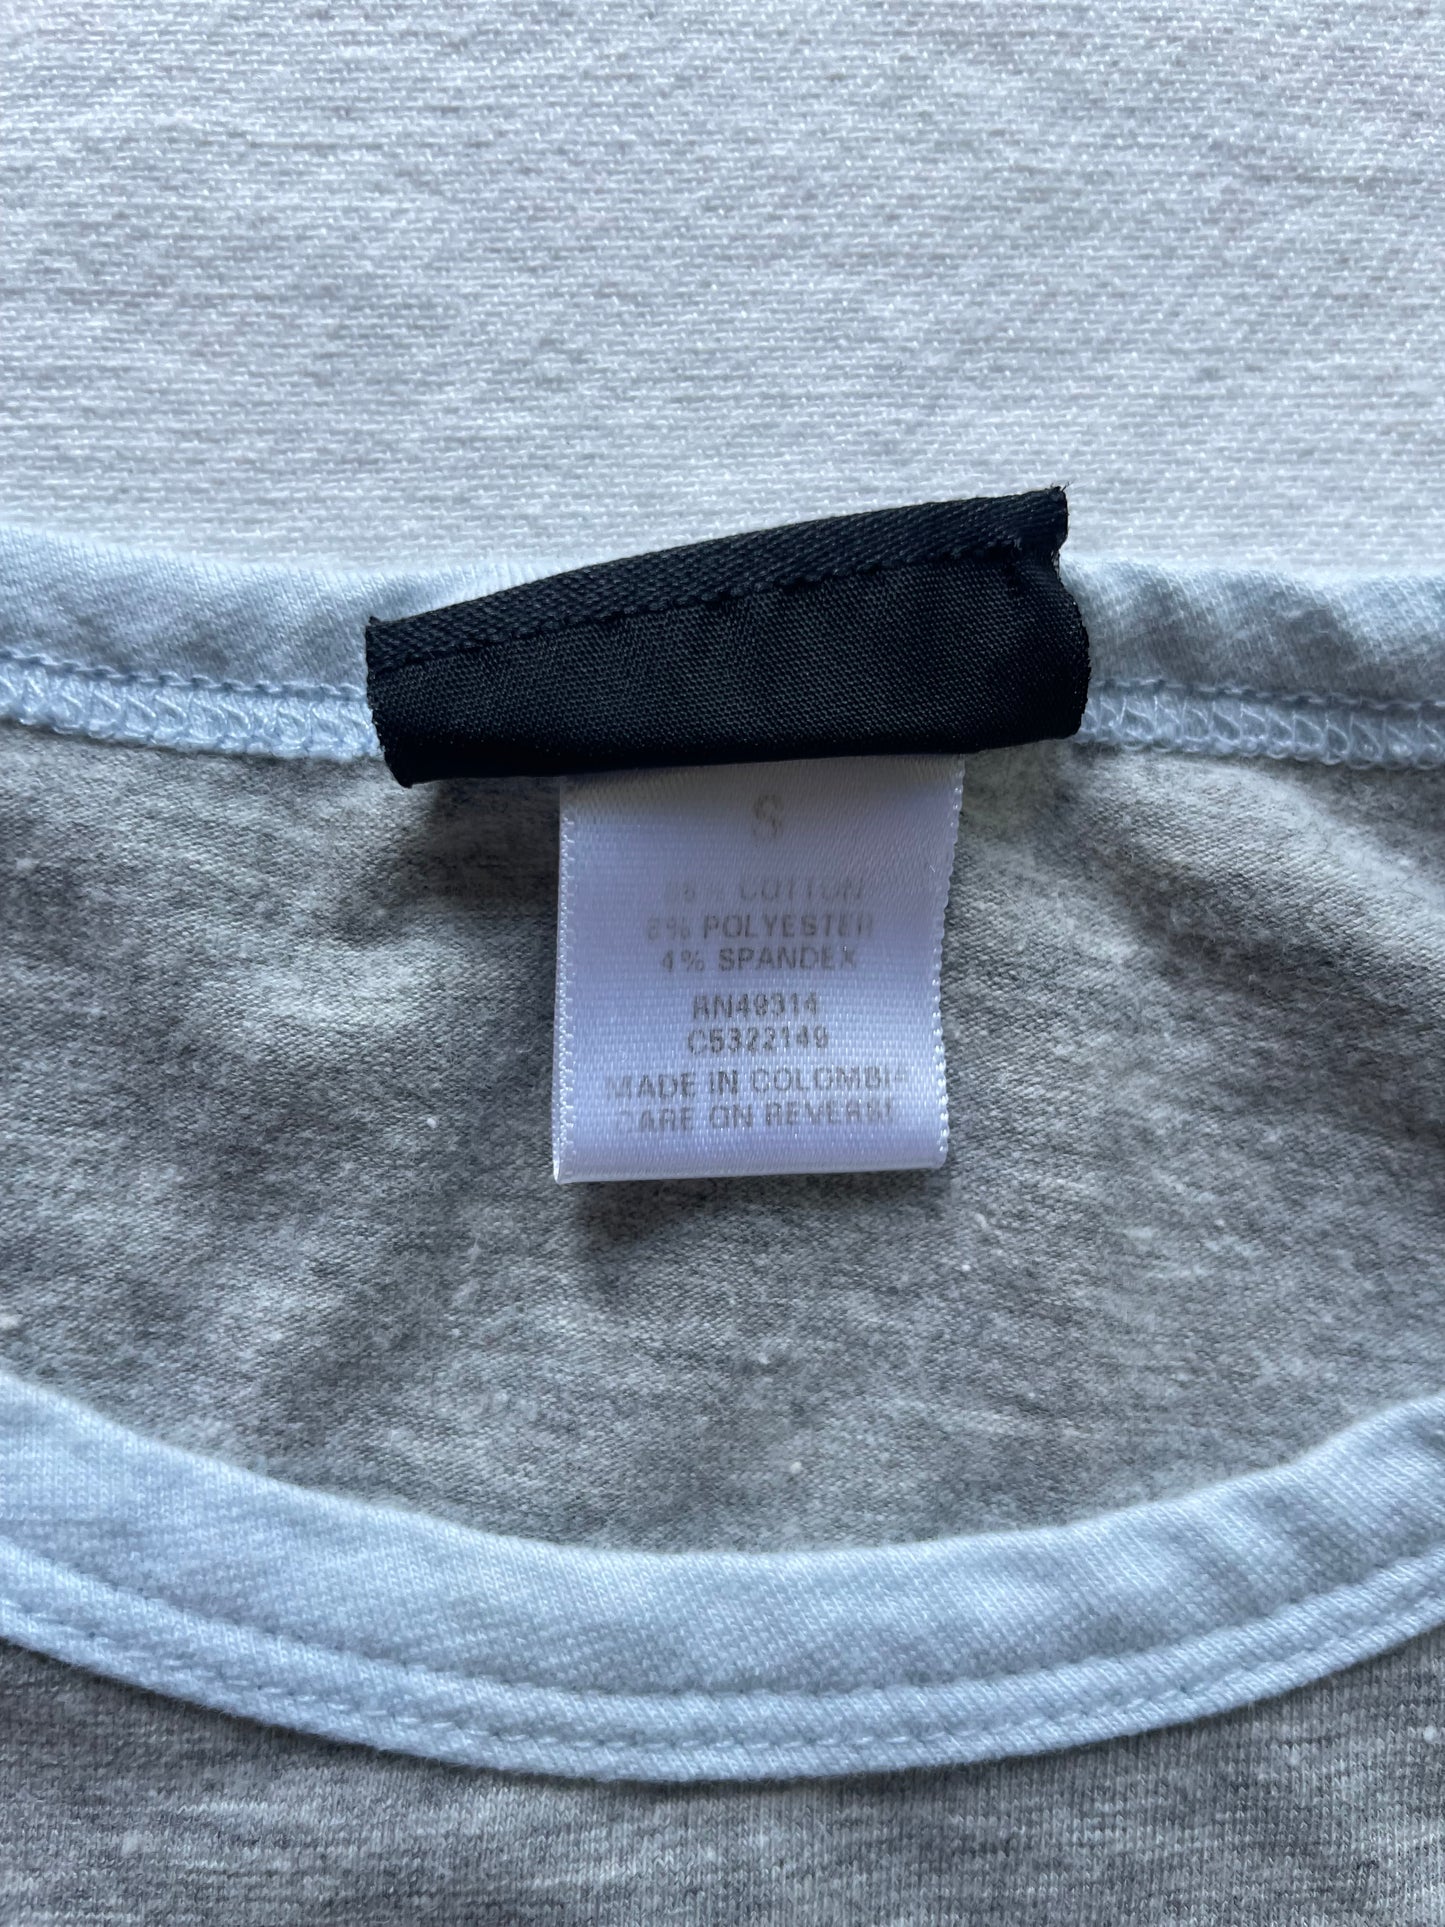 S
COTTON
8% POLYESTER
4% SPANDEX
RN49314
C5322149
MADE IN COLOMBIA
CARE ON REVERSE